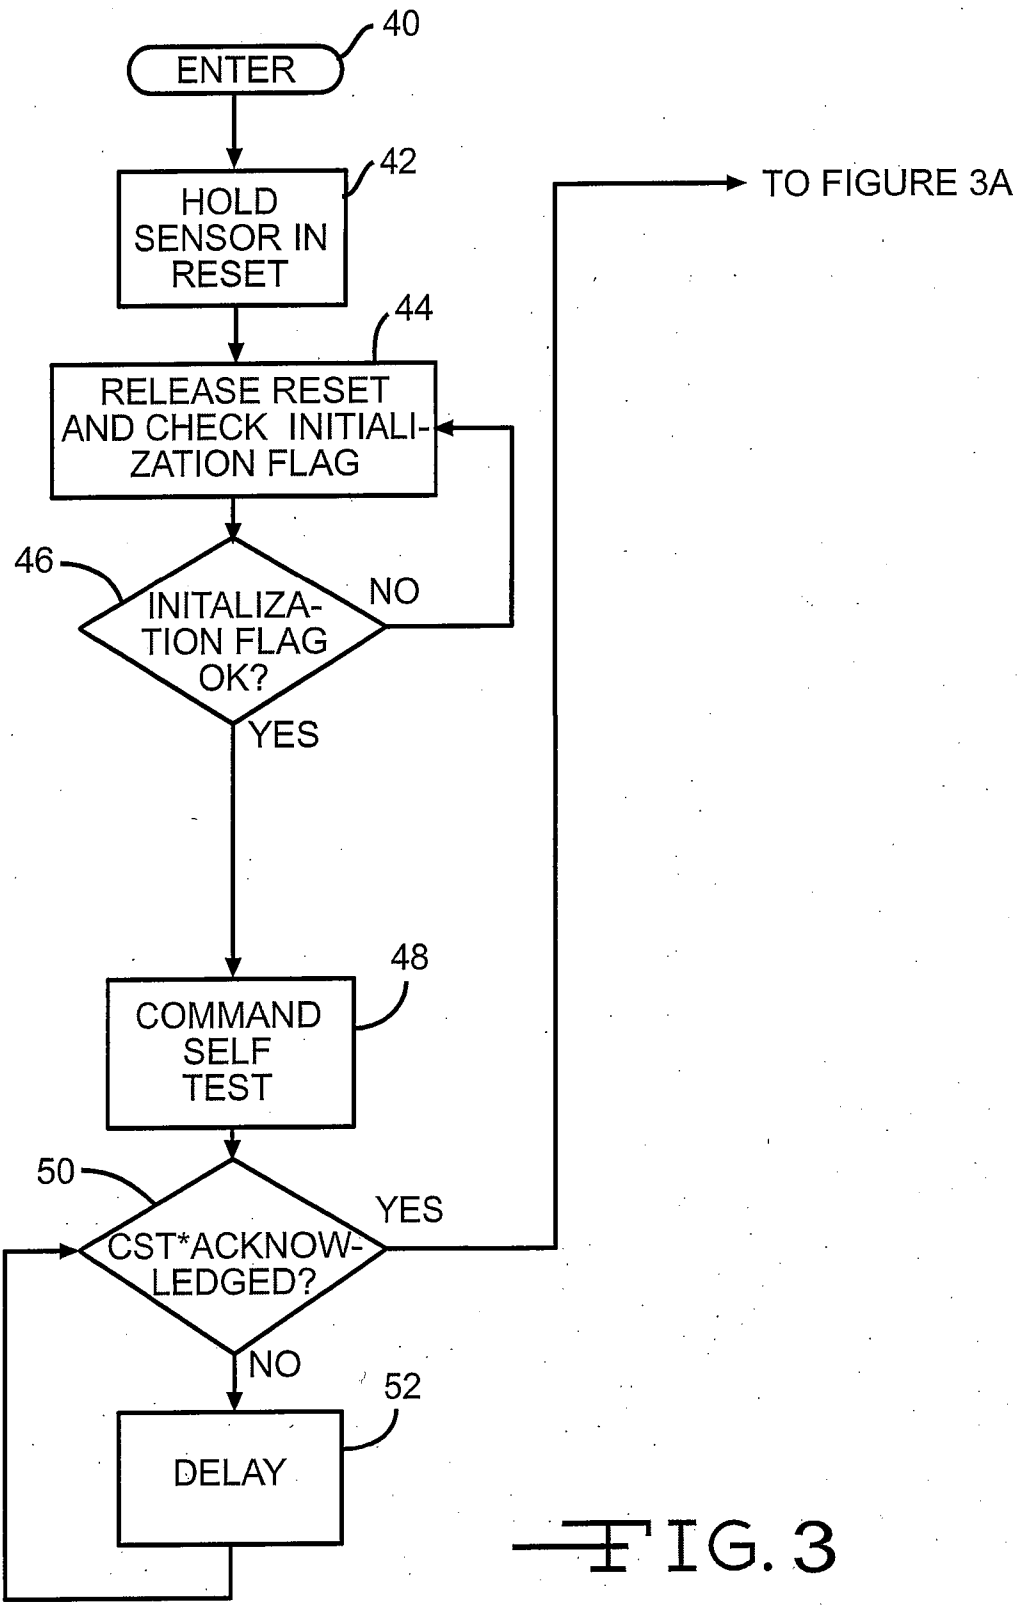 40
ENTER
42
HOLD
SENSOR IN
RESET
TO FIGURE 3A
44
RELEASE RESET
AND CHECK INITIALI-
ZATION FLAG
46
NO
INITALIZA-
TION FLAG
OK?
YES
48
COMMAND
SELF
TEST
50
YES
CST*ACKNOW-
LEDGED?
NO
52
DELAY
FIG. 3